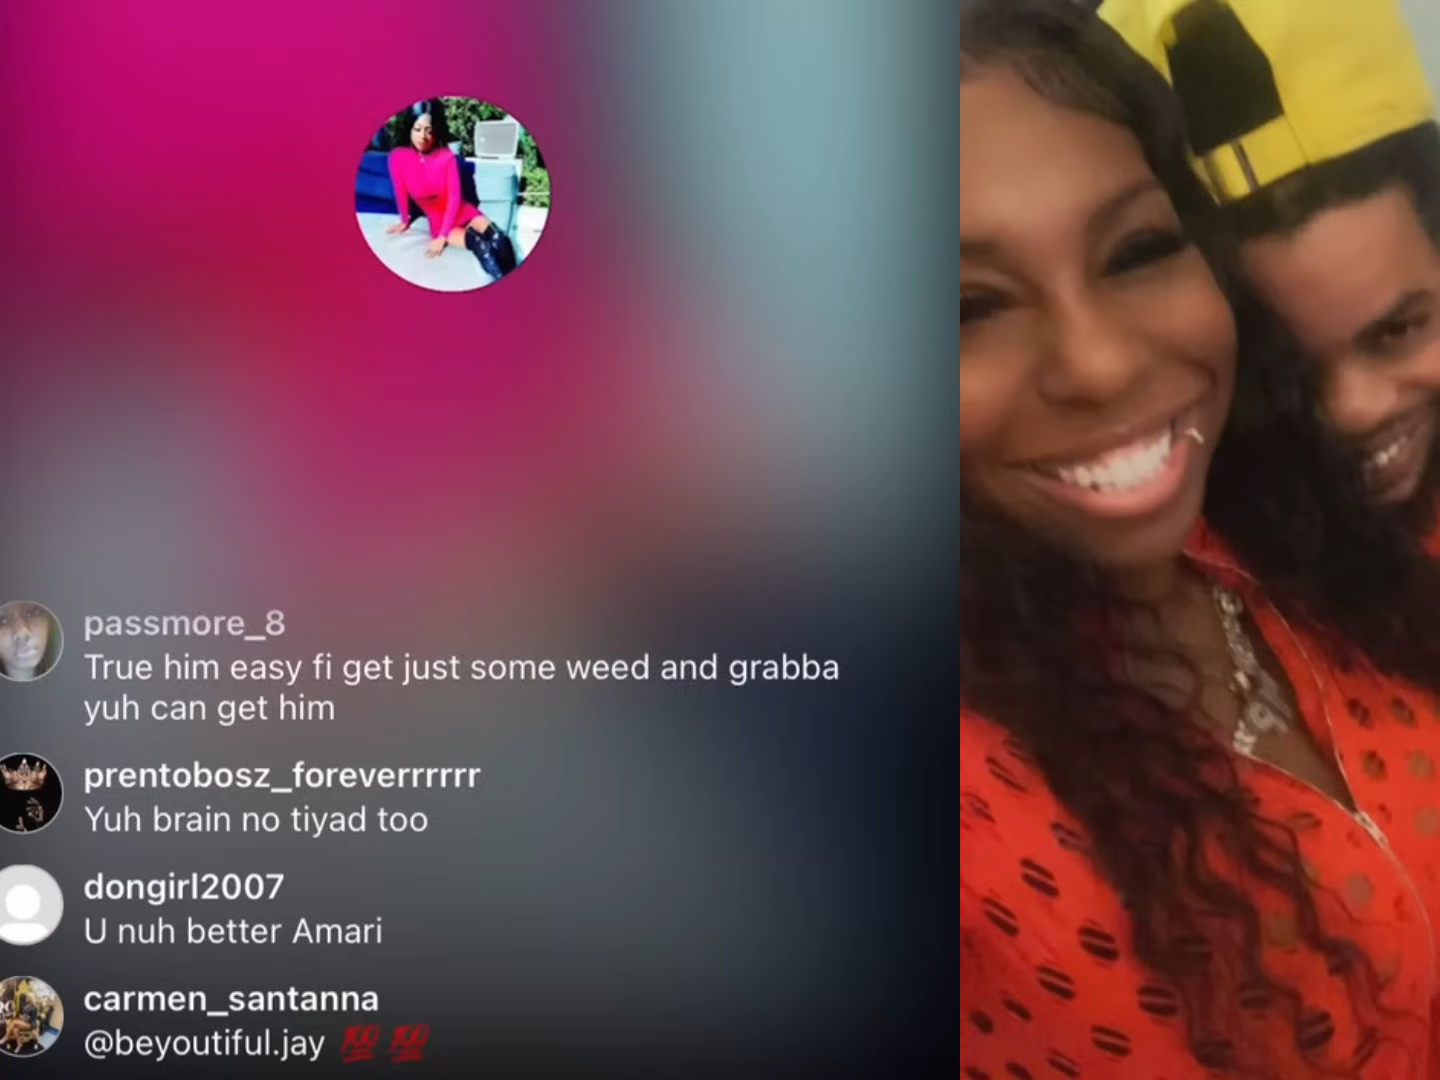 passmore_8
True him easy fi get just some weed and grabba
yuh can get him
prentobosz_foreverrrrrr
Yuh brain no tiyad too
dongirl2007
U nuh better Amari
carmen_santanna
@beyoutiful.jay 💯 💯